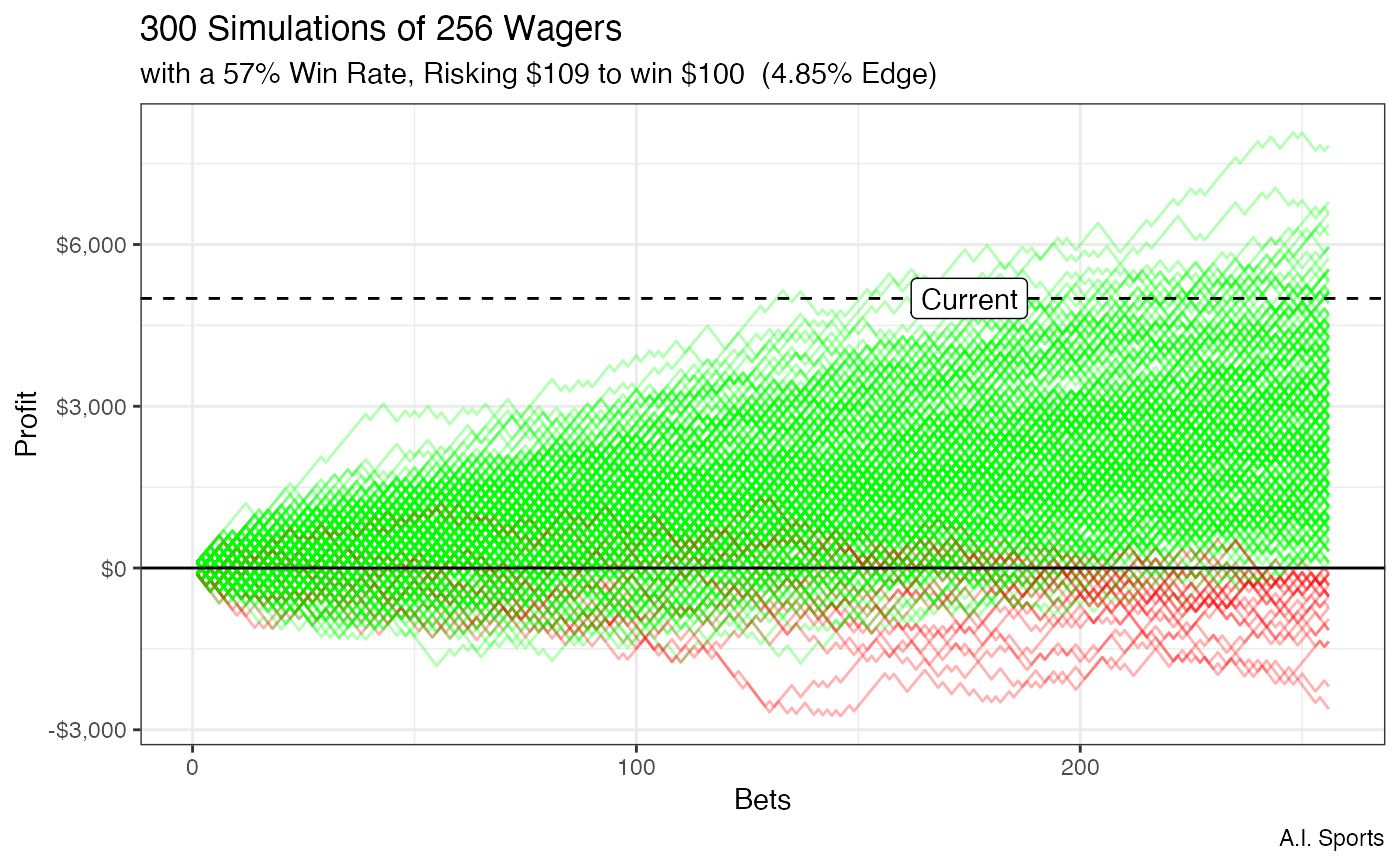 300 Simulations of 256 Wagers
with a 57% Win Rate, Risking $109 to win $100  (4.85% Edge)
Profit
$6,000
Current
$3,000
$0
-$3,000
0 100 200
Bets
A.I. Sports